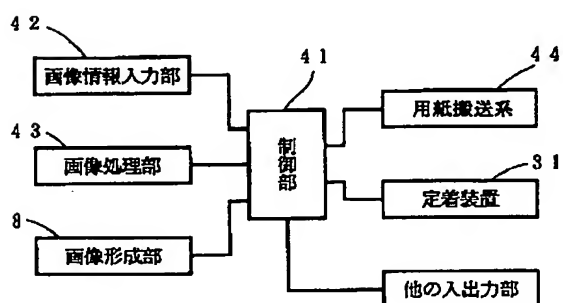 42
画像情報入力部
43
画像処理部
8
画像形成部
41
制御部
44
用紙搬送系
31
定着装置
他の入出力部